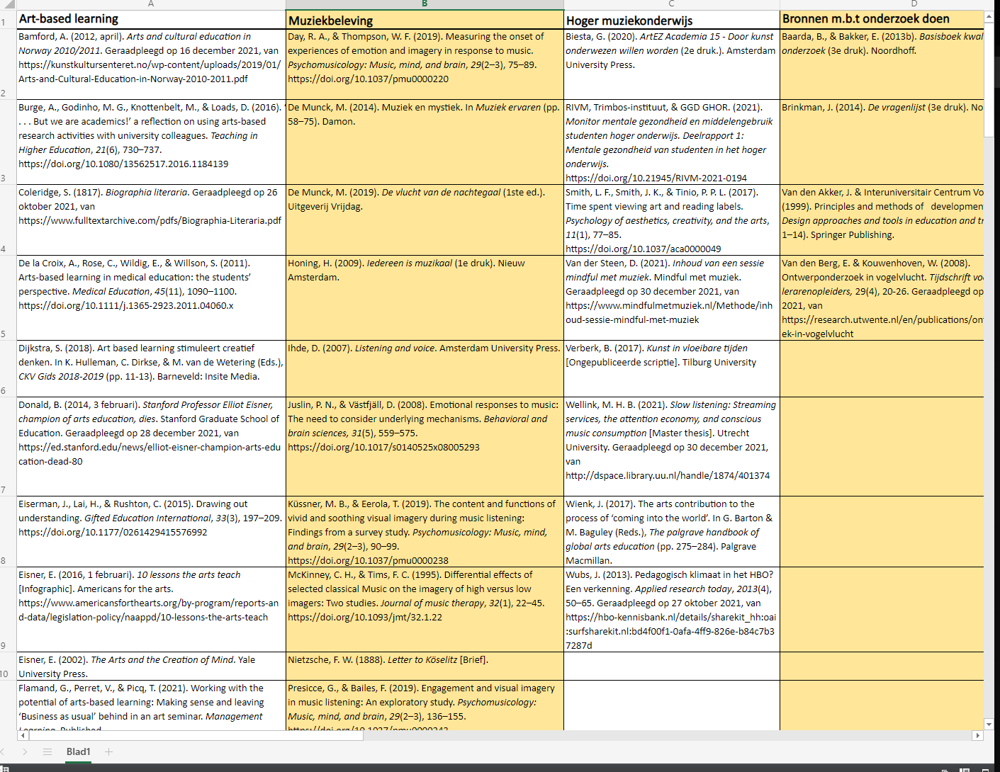 A
B
C
D
1
Art-based learning
Muziekbeleving
Hoger muziekonderwijs
Bronnen m.b.t onderzoek doen
2
Bamford, A. (2012, april). Arts and cultural education in
Norway 2010/2011. Geraadpleegd op 16 december 2021, van
https://kunstkultursenteret.no/wp-content/uploads/2019/01/
Arts-and-Cultural-Education-in-Norway-2010-2011.pdf
Day, R. A., & Thompson, W. F. (2019). Measuring the onset of
experiences of emotion and imagery in response to music.
Psychomusicology: Music, mind, and brain, 29(2–3), 75–89.
https://doi.org/10.1037/pmu0000220
Biesta, G. (2020). ArtEZ Academia 15 - Door kunst
onderwezen willen worden (2e druk.). Amsterdam
University Press.
Baarda, B., & Bakker, E. (2013b). Basisboek kwal
onderzoek (3e druk). Noordhoff.
3
Burge, A., Godinho, M. G., Knottenbelt, M., & Loads, D. (2016). ‘
. . . But we are academics!’ a reflection on using arts-based
research activities with university colleagues. Teaching in
Higher Education, 21(6), 730–737.
https://doi.org/10.1080/13562517.2016.1184139
De Munck, M. (2014). Muziek en mystiek. In Muziek ervaren (pp.
58–75). Damon.
RIVM, Trimbos-instituut, & GGD GHOR. (2021).
Monitor mentale gezondheid en middelengebruik
studenten hoger onderwijs. Deelrapport 1:
Mentale gezondheid van studenten in het hoger
onderwijs.
https://doi.org/10.21945/RIVM-2021-0194
Brinkman, J. (2014). De vragenlijst (3e druk). No
4
Coleridge, S. (1817). Biographia literaria. Geraadpleegd op 26
oktober 2021, van
https://www.fulltextarchive.com/pdfs/Biographia-Literaria.pdf
De Munck, M. (2019). De vlucht van de nachtegaal (1ste ed.).
Uitgeverij Vrijdag.
Smith, L. F., Smith, J. K., & Tinio, P. P. L. (2017).
Time spent viewing art and reading labels.
Psychology of aesthetics, creativity, and the arts,
11(1), 77–85.
https://doi.org/10.1037/aca0000049
Van den Akker, J. & Interuniversitair Centrum Vo
(1999). Principles and methods of developmen
Design approaches and tools in education and tr
1–14). Springer Publishing.
5
De la Croix, A., Rose, C., Wildig, E., & Willson, S. (2011).
Arts-based learning in medical education: the students’
perspective. Medical Education, 45(11), 1090–1100.
https://doi.org/10.1111/j.1365-2923.2011.04060.x
Honing, H. (2009). Iedereen is muzikaal (1e druk). Nieuw
Amsterdam.
Van der Steen, D. (2021). Inhoud van een sessie
mindful met muziek. Mindful met muziek.
Geraadpleegd op 30 december 2021, van
https://www.mindfulmetmuziek.nl/Methode/inh
oud-sessie-mindful-met-muziek
Van den Berg, E. & Kouwenhoven, W. (2008).
Ontwerponderzoek in vogelvlucht. Tijdschrift vo
lerarenopleiders, 29(4), 20-26. Geraadpleegd op
2021, van
https://research.utwente.nl/en/publications/on
ek-in-vogelvlucht
6
Dijkstra, S. (2018). Art based learning stimuleert creatief
denken. In K. Hulleman, C. Dirkse, & M. van de Wetering (Eds.),
CKV Gids 2018-2019 (pp. 11-13). Barneveld: Insite Media.
Ihde, D. (2007). Listening and voice. Amsterdam University Press.
Verberk, B. (2017). Kunst in vloeibare tijden
[Ongepubliceerde scriptie]. Tilburg University
7
Donald, B. (2014, 3 februari). Stanford Professor Elliot Eisner,
champion of arts education, dies. Stanford Graduate School of
Education. Geraadpleegd op 28 december 2021, van
https://ed.stanford.edu/news/elliot-eisner-champion-arts-edu
cation-dead-80
Juslin, P. N., & Västfjäll, D. (2008). Emotional responses to music:
The need to consider underlying mechanisms. Behavioral and
brain sciences, 31(5), 559–575.
https://doi.org/10.1017/s0140525x08005293
Wellink, M. H. B. (2021). Slow listening: Streaming
services, the attention economy, and conscious
music consumption [Master thesis]. Utrecht
University. Geraadpleegd op 30 december 2021,
van
http://dspace.library.uu.nl/handle/1874/401374
8
Eiserman, J., Lai, H., & Rushton, C. (2015). Drawing out
understanding. Gifted Education International, 33(3), 197–209.
https://doi.org/10.1177/0261429415576992
Küssner, M. B., & Eerola, T. (2019). The content and functions of
vivid and soothing visual imagery during music listening:
Findings from a survey study. Psychomusicology: Music, mind,
and brain, 29(2–3), 90–99.
https://doi.org/10.1037/pmu0000238
Wienk, J. (2017). The arts contribution to the
process of ‘coming into the world’. In G. Barton &
M. Baguley (Reds.), The palgrave handbook of
global arts education (pp. 275–284). Palgrave
Macmillan.
9
Eisner, E. (2016, 1 februari). 10 lessons the arts teach
[Infographic]. Americans for the arts.
https://www.americansforthearts.org/by-program/reports-an
d-data/legislation-policy/naappd/10-lessons-the-arts-teach
McKinney, C. H., & Tims, F. C. (1995). Differential effects of
selected classical Music on the imagery of high versus low
imagers: Two studies. Journal of music therapy, 32(1), 22–45.
https://doi.org/10.1093/jmt/32.1.22
Wubs, J. (2013). Pedagogisch klimaat in het HBO?
Een verkenning. Applied research today, 2013(4),
50–65. Geraadpleegd op 27 oktober 2021, van
https://hbo-kennisbank.nl/details/sharekit_hh:oai
:surfsharekit.nl:bd4f00f1-0afa-4ff9-826e-b84c7b3
7287d
10
Eisner, E. (2002). The Arts and the Creation of Mind. Yale
University Press.
Nietzsche, F. W. (1888). Letter to Köselitz [Brief].
Flamand, G., Perret, V., & Picq, T. (2021). Working with the
potential of arts-based learning: Making sense and leaving
‘Business as usual’ behind in an art seminar. Management
Learning. Published
Presicce, G., & Bailes, F. (2019). Engagement and visual imagery
in music listening: An exploratory study. Psychomusicology:
Music, mind, and brain, 29(2–3), 136–155.
https://doi.org/10.1037/pmu0000243
Blad1